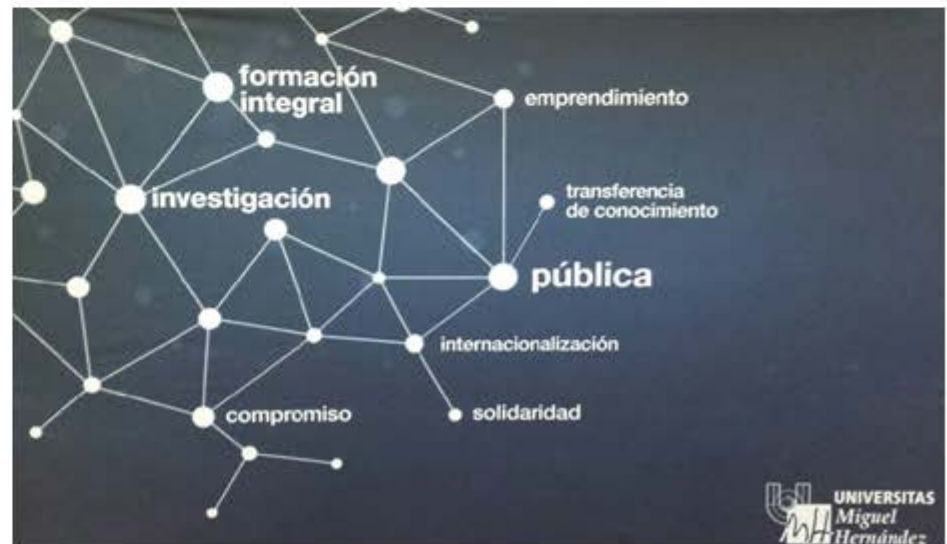 formación
integral
emprendimiento
investigación
transferencia
de conocimiento
pública
internacionalización
compromiso
solidaridad
UNIVERSITAS
Miguel
Hernández